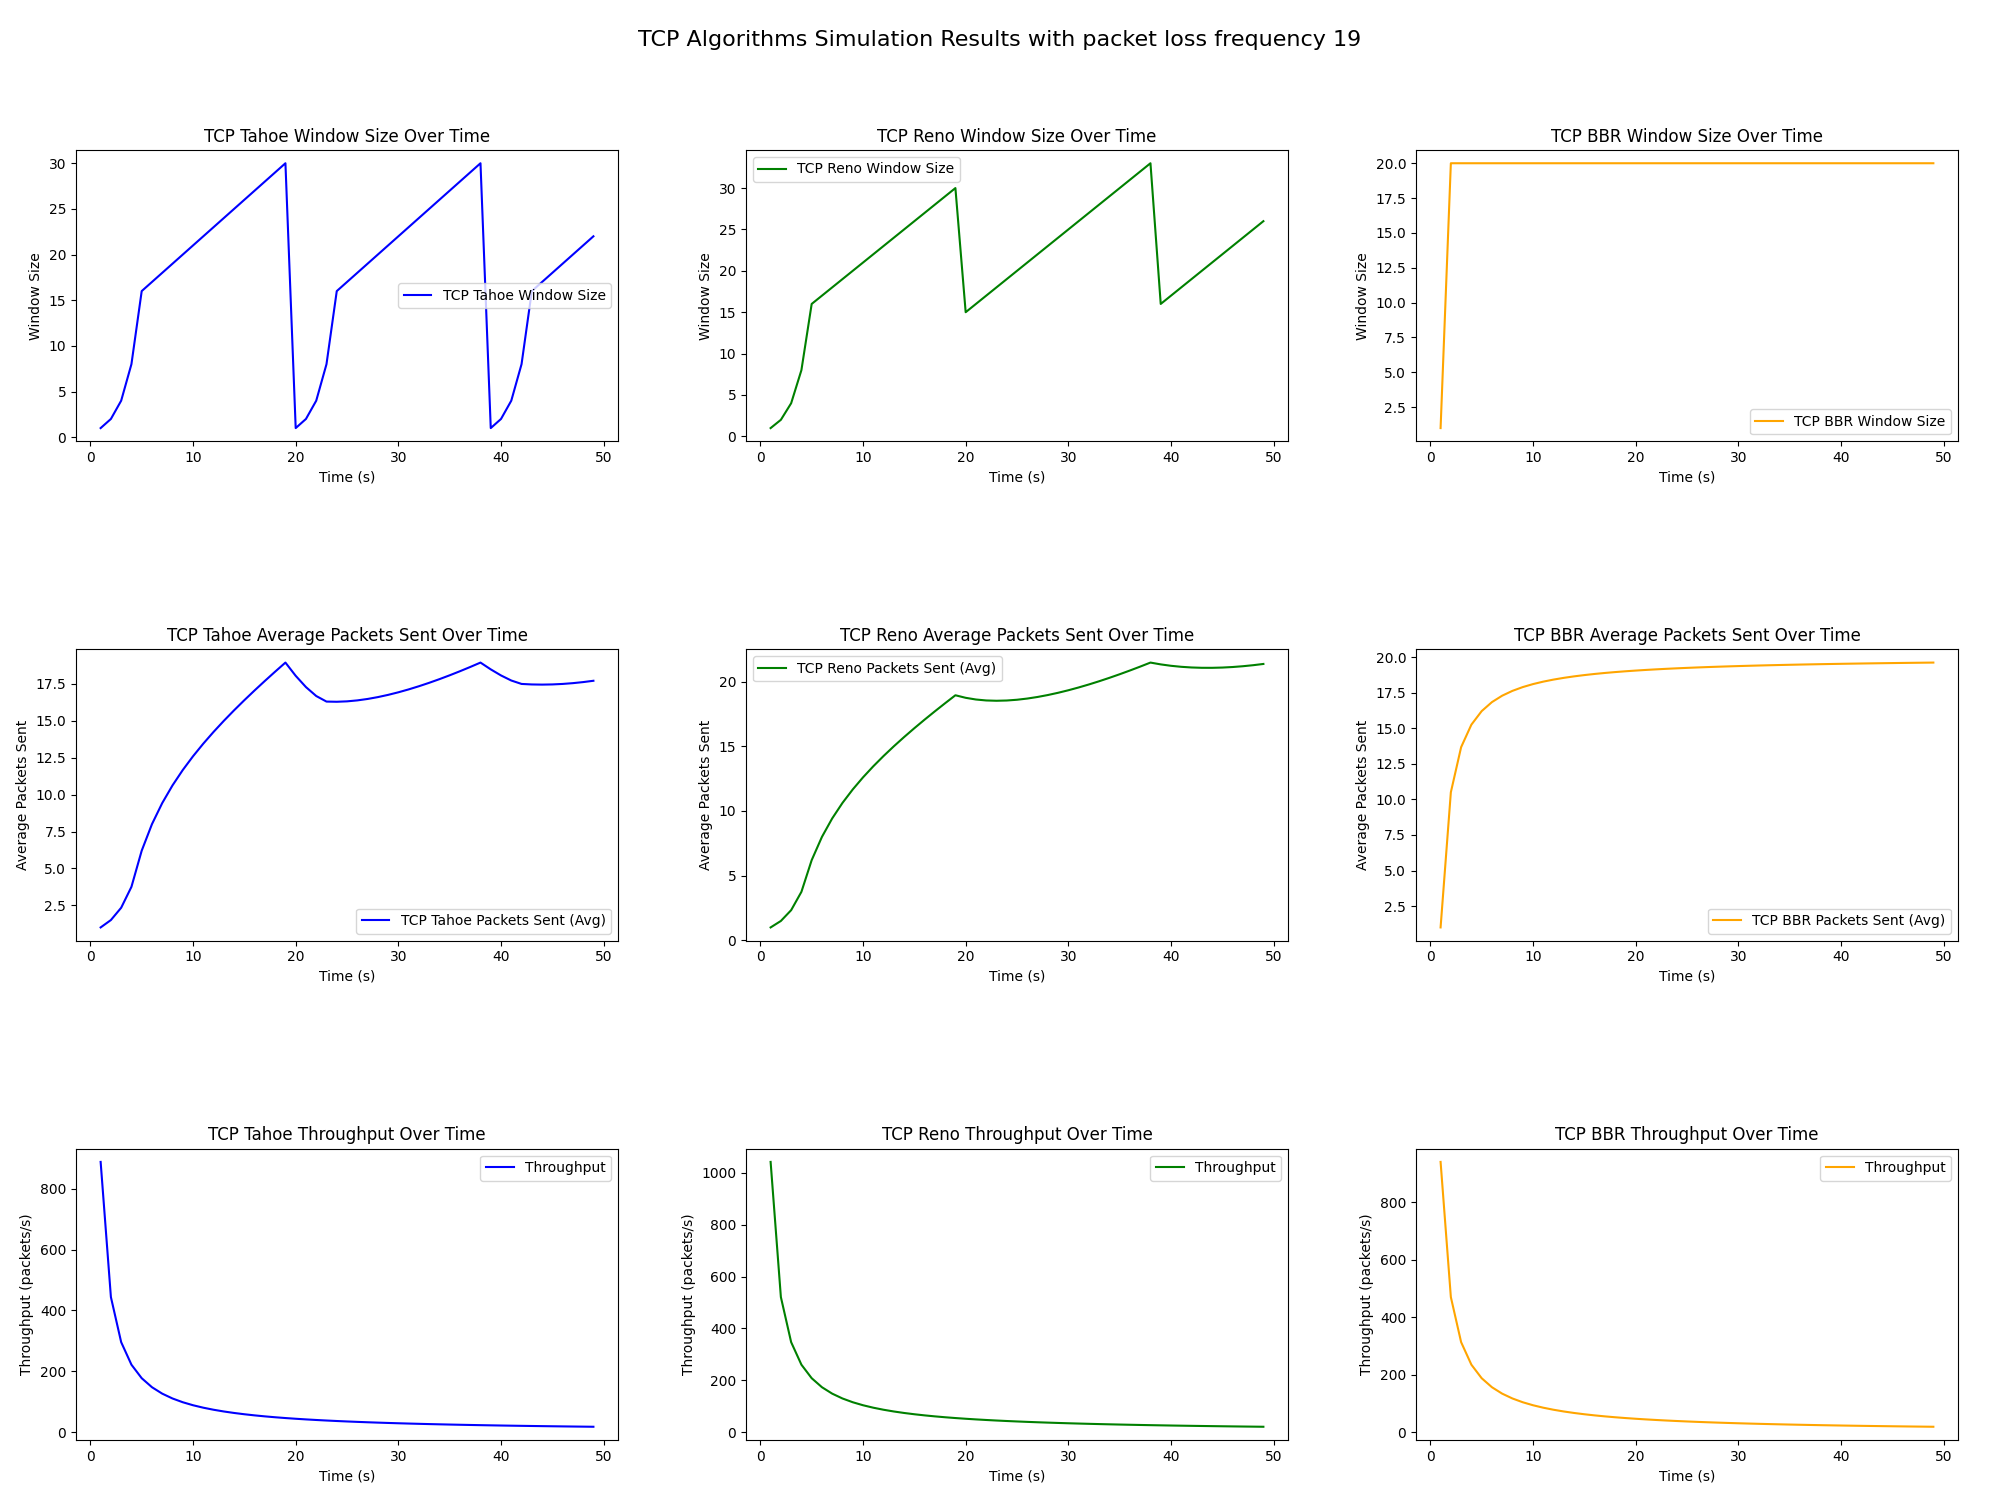 TCP Algorithms Simulation Results with packet loss frequency 19
TCP Tahoe Window Size Over Time
Window Size
30
25
20
15
10
5
0
TCP Tahoe Window Size
0 10 20 30 40 50
Time (s)
TCP Reno Window Size Over Time
Window Size
30
25
20
15
10
5
0
TCP Reno Window Size
0 10 20 30 40 50
Time (s)
TCP BBR Window Size Over Time
Window Size
20.0
17.5
15.0
12.5
10.0
7.5
5.0
2.5
TCP BBR Window Size
0 10 20 30 40 50
Time (s)
TCP Tahoe Average Packets Sent Over Time
Average Packets Sent
17.5
15.0
12.5
10.0
7.5
5.0
2.5
TCP Tahoe Packets Sent (Avg)
0 10 20 30 40 50
Time (s)
TCP Reno Average Packets Sent Over Time
Average Packets Sent
20
15
10
5
0
TCP Reno Packets Sent (Avg)
0 10 20 30 40 50
Time (s)
TCP BBR Average Packets Sent Over Time
Average Packets Sent
20.0
17.5
15.0
12.5
10.0
7.5
5.0
2.5
TCP BBR Packets Sent (Avg)
0 10 20 30 40 50
Time (s)
TCP Tahoe Throughput Over Time
Throughput (packets/s)
800
600
400
200
0
Throughput
0 10 20 30 40 50
Time (s)
TCP Reno Throughput Over Time
Throughput (packets/s)
1000
800
600
400
200
0
Throughput
0 10 20 30 40 50
Time (s)
TCP BBR Throughput Over Time
Throughput (packets/s)
800
600
400
200
0
Throughput
0 10 20 30 40 50
Time (s)